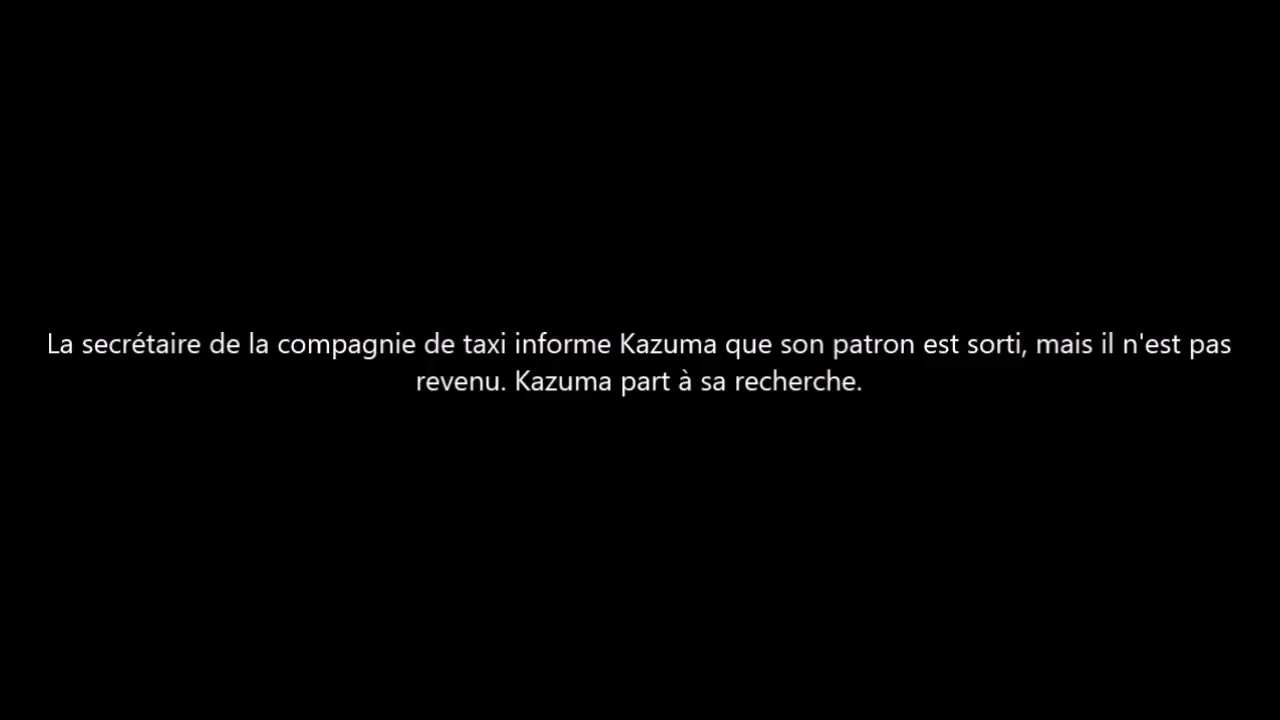 La secrétaire de la compagnie de taxi informe Kazuma que son patron est sorti, mais il n'est pas
revenu. Kazuma part à sa recherche.